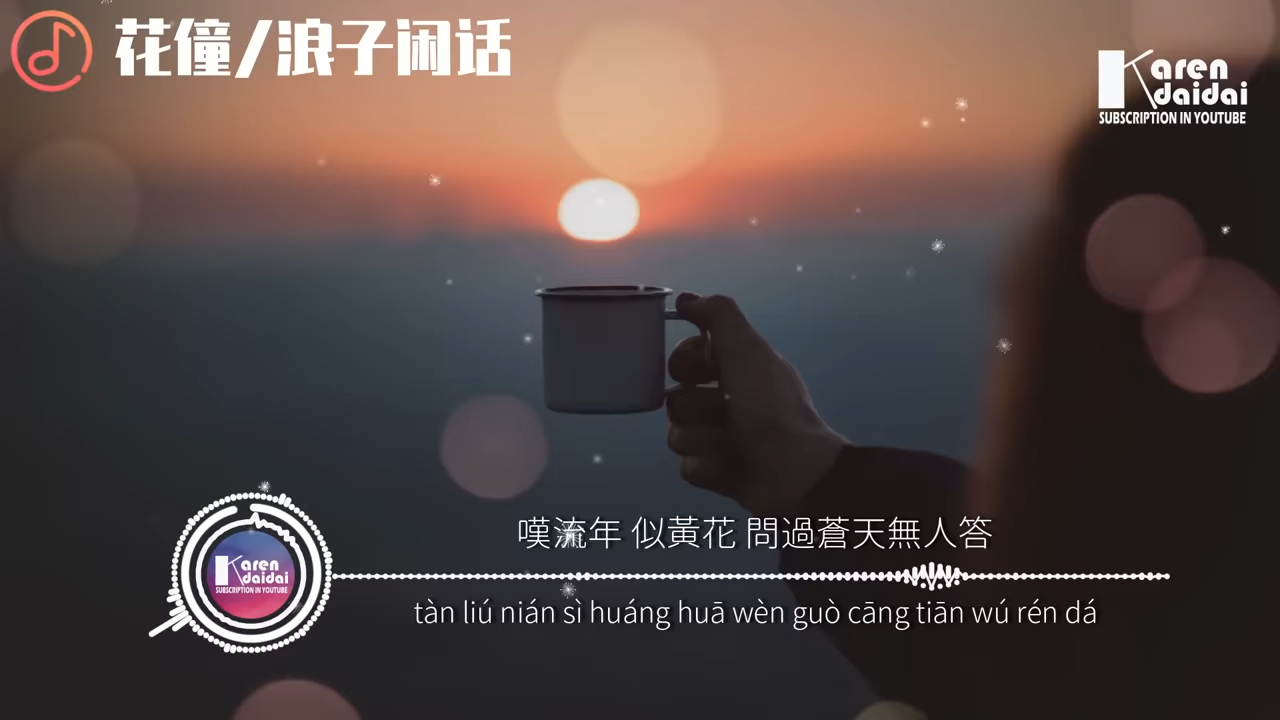 花僮/浪子闲话
Karen
daidai
SUBSCRIPTION IN YOUTUBE
嘆流年 似黃花 問過蒼天無人答
Karen
daidai
SUBSCRIPTION IN YOUTUBE
tàn liú nián sì huáng huā wèn guò cāng tiān wú rén dá